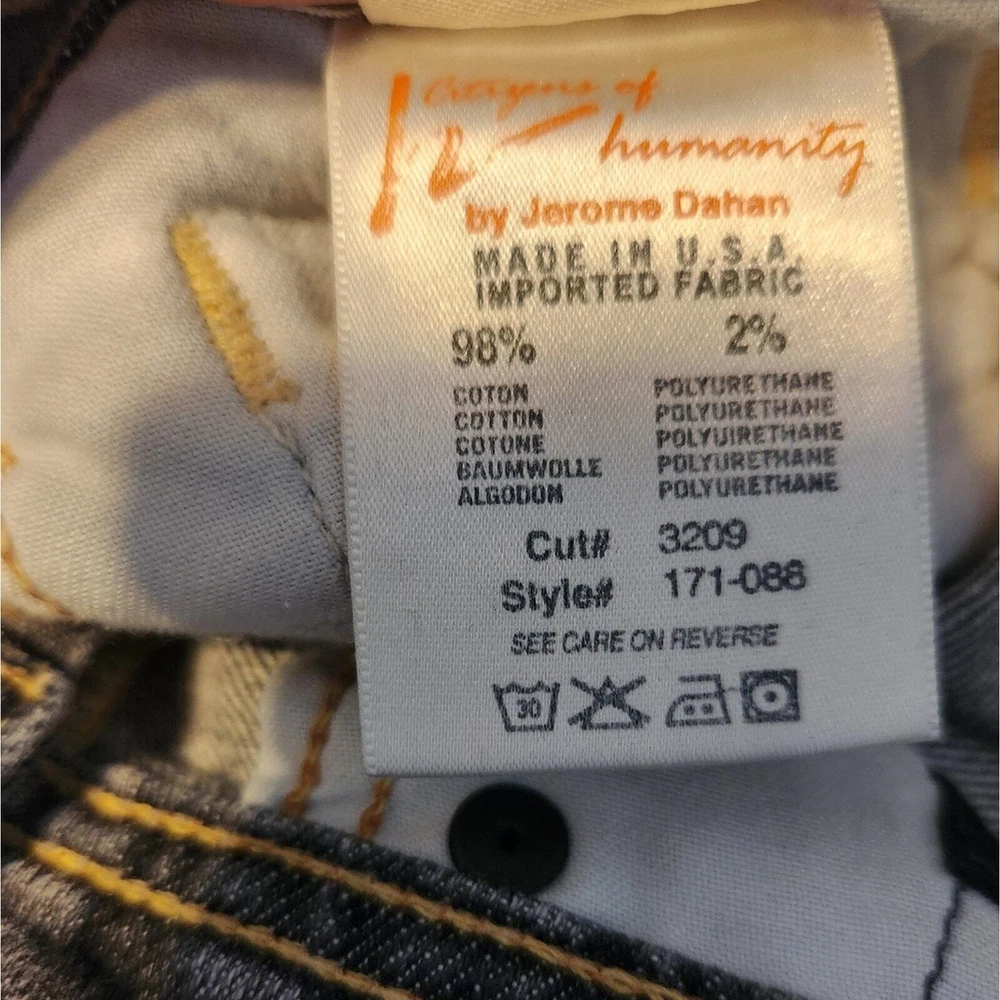 Citizens of
humanity
by Jerome Dahan
MADE IN U.S.A.
IMPORTED FABRIC
98% 2%
COTON POLYURETHANE
COTTON POLYURETHANE
COTONE POLYUIRETHANE
BAUMWOLLE POLYURETHANE
ALGODON POLYURETHANE
Cut# 3209
Style# 171-088
SEE CARE ON REVERSE
30